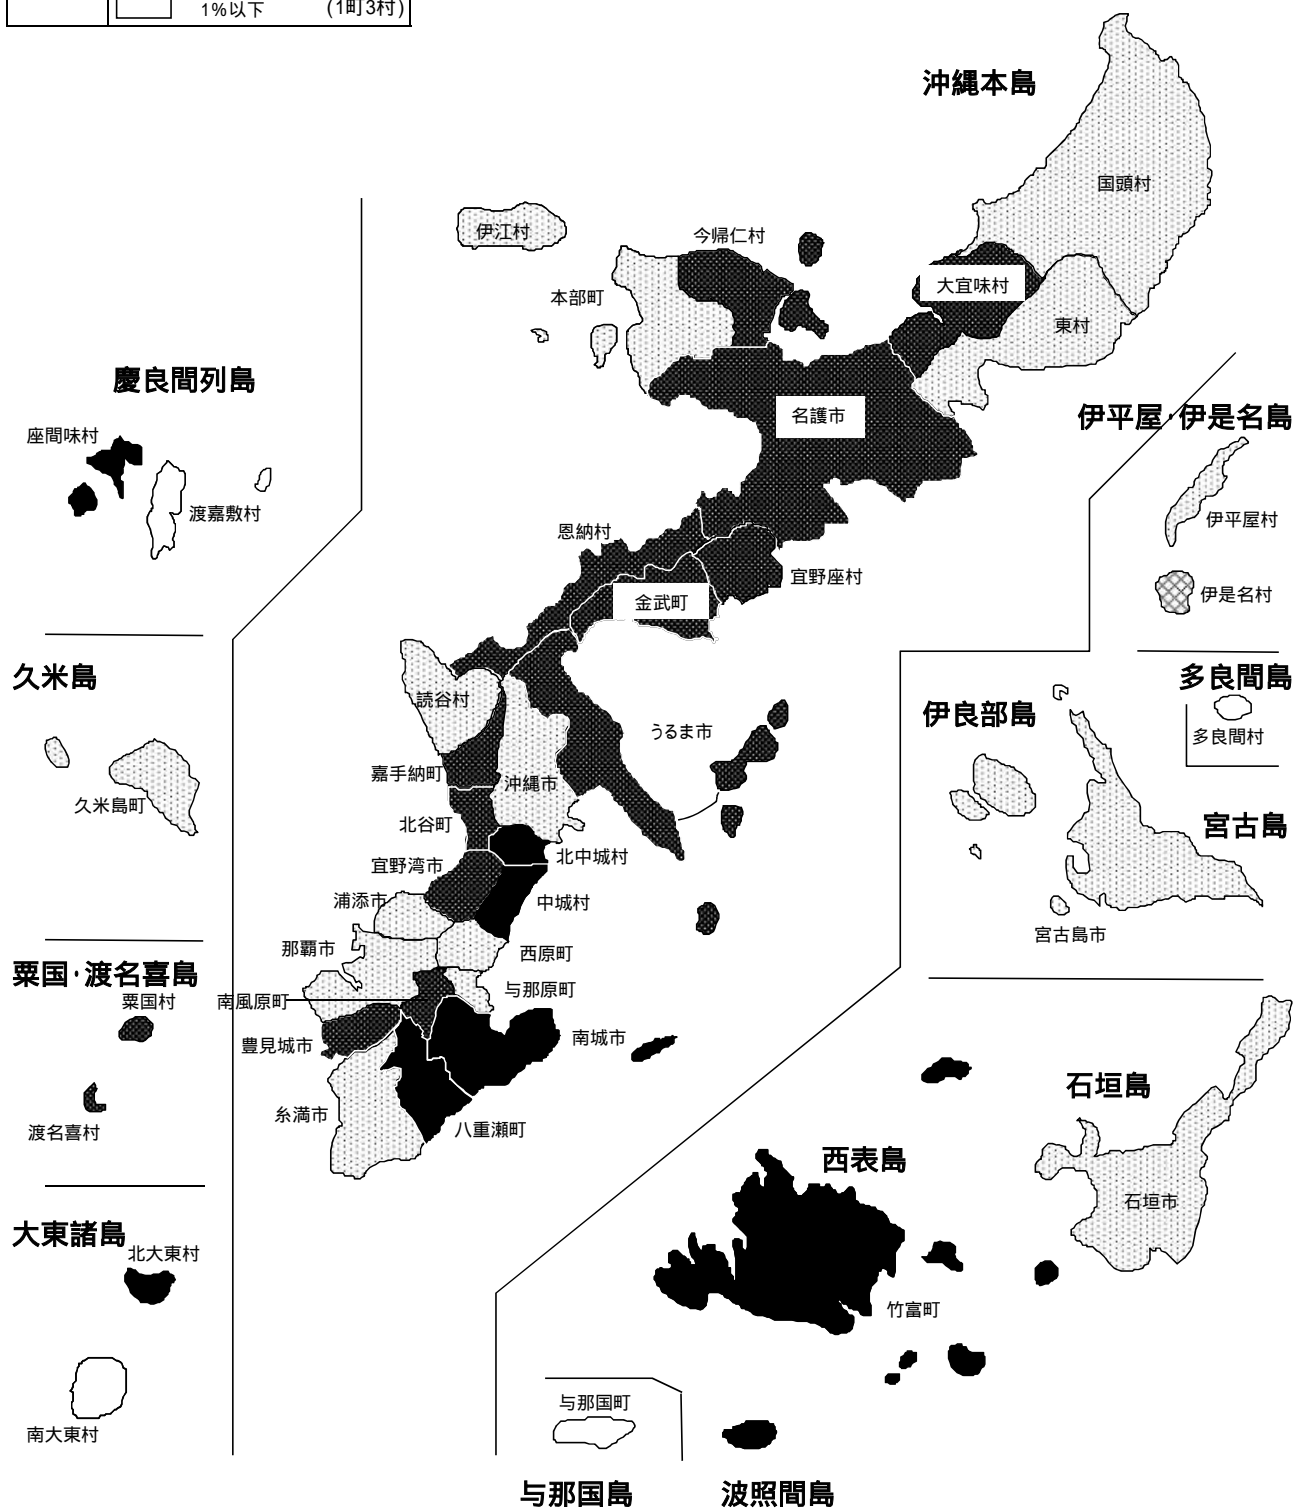 1％以下 (1町3村)
沖縄本島
国頭村
伊江村
今帰仁村
大宜味村
本部町
東村
慶良間列島
名護市
伊平屋・伊是名島
座間味村
渡嘉敷村
伊平屋村
恩納村
宜野座村
伊是名村
金武町
久米島
多良間島
読谷村
伊良部島
うるま市
多良間村
嘉手納町
沖縄市
久米島町
北谷町
宮古島
北中城村
宜野湾市
浦添市
中城村
宮古島市
那覇市
西原町
粟国・渡名喜島
粟国村
南風原町
与那原町
豊見城市
南城市
石垣島
糸満市
渡名喜村
八重瀬町
西表島
石垣市
大東諸島
北大東村
竹富町
与那国町
南大東村
与那国島
波照間島